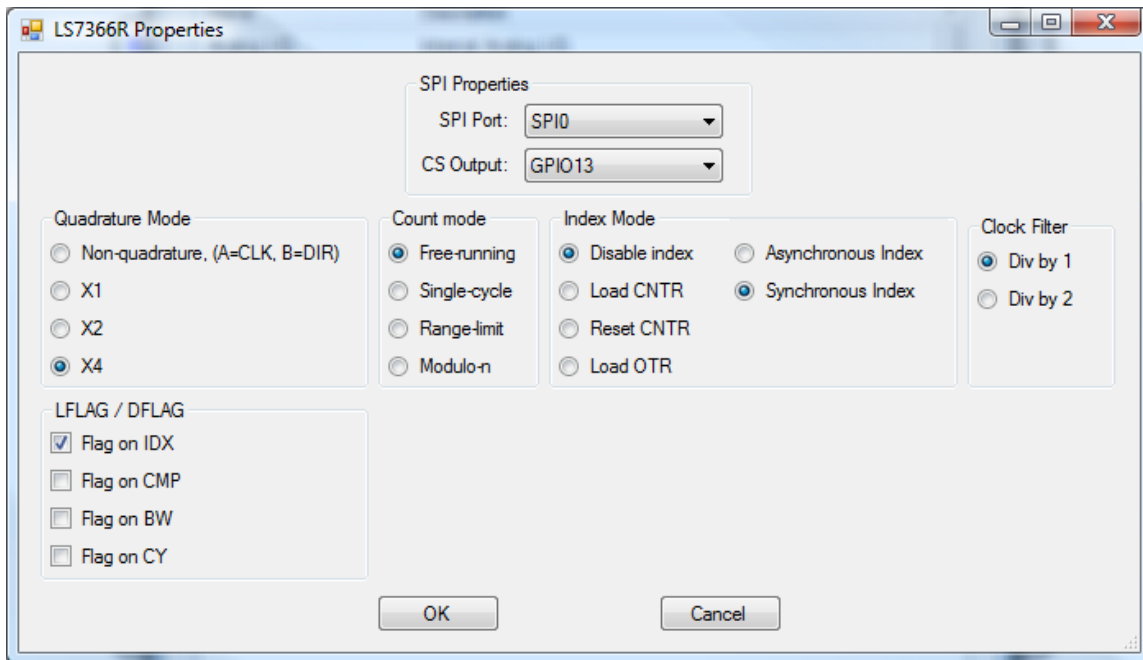 LS7366R Properties
SPI Properties
SPI Port: SPI0
CS Output: GPIO13
Quadrature Mode
Non-quadrature, (A=CLK, B=DIR)
X1
X2
X4
Count mode
Free-running
Single-cycle
Range-limit
Modulo-n
Index Mode
Disable index
Load CNTR
Reset CNTR
Load OTR
Asynchronous Index
Synchronous Index
Clock Filter
Div by 1
Div by 2
LFLAG / DFLAG
Flag on IDX
Flag on CMP
Flag on BW
Flag on CY
OK
Cancel